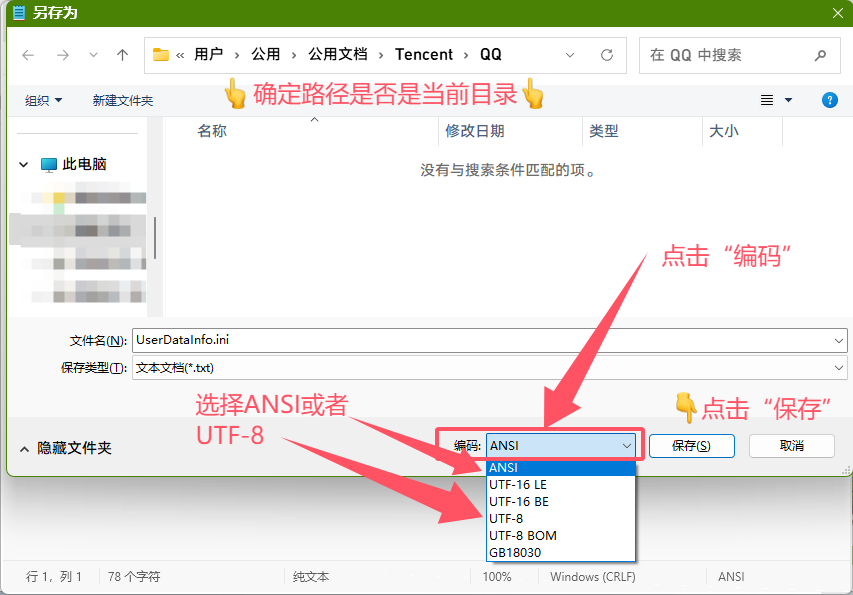 另存为
« 用户 › 公用 › 公用文档 › Tencent › QQ
在 QQ 中搜索
组织
新建文件夹
👆确定路径是否是当前目录👆
名称
修改日期
类型
大小
此电脑
没有与搜索条件匹配的项。
点击“编码”
文件名(N):
UserDataInfo.ini
保存类型(T):
文本文档(*.txt)
选择ANSI或者
UTF-8
👇点击“保存”
隐藏文件夹
编码:
ANSI
保存(S)
取消
ANSI
UTF-16 LE
UTF-16 BE
UTF-8
UTF-8 BOM
GB18030
行 1，列 1
78 个字符
纯文本
100%
Windows (CRLF)
ANSI